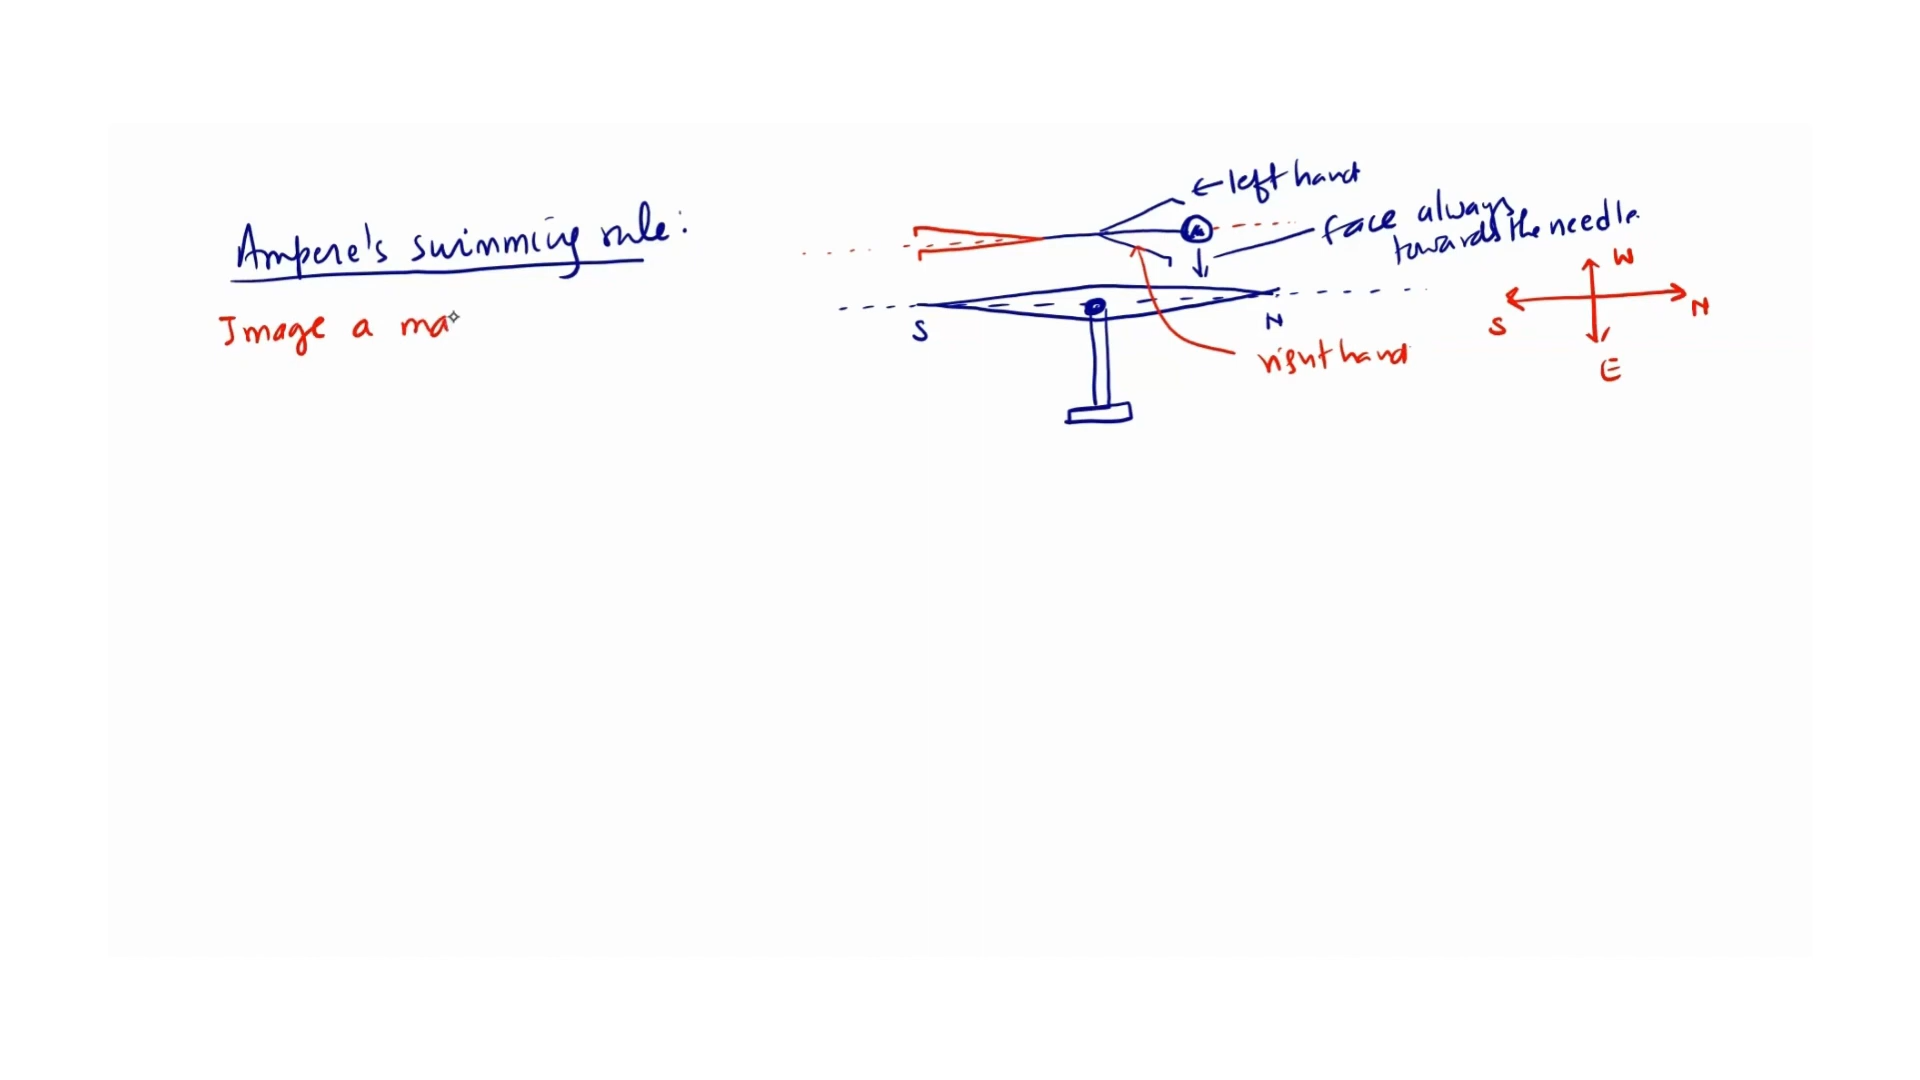 Ampere's swimming rule:
Image a ma
← left hand
face always
towards the needle.
S
N
right hand
W
S
N
E